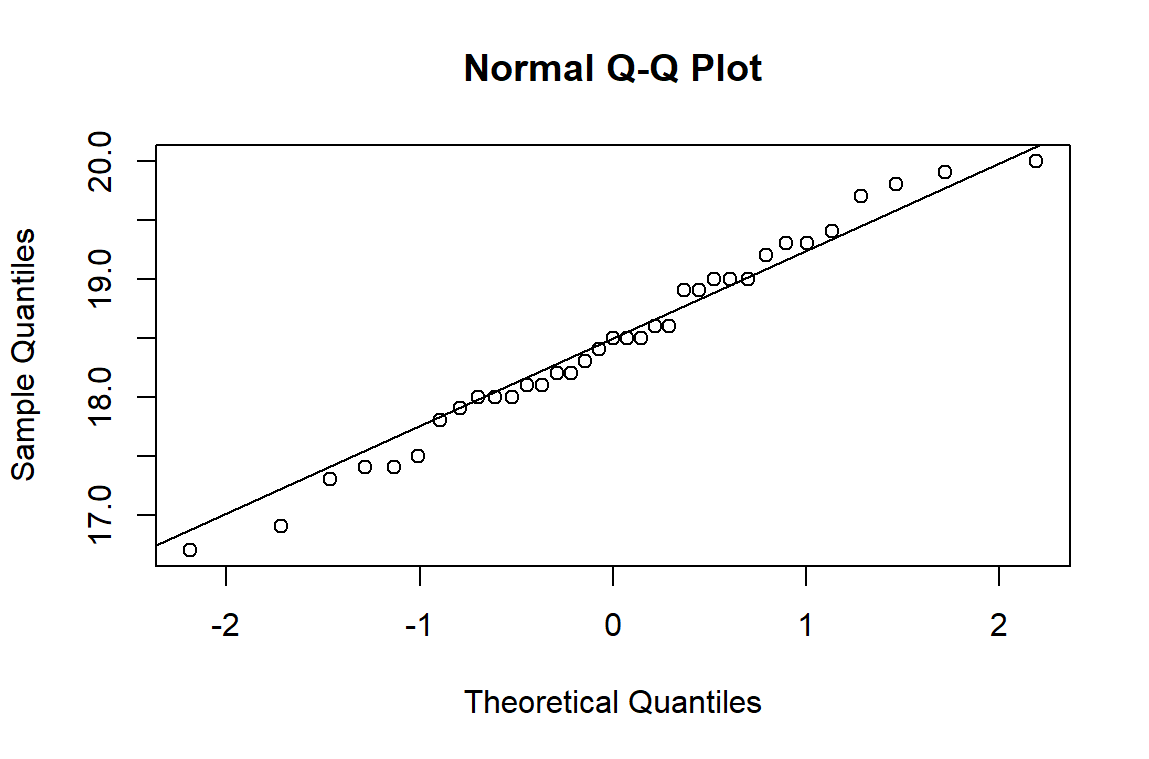 Normal Q-Q Plot
Sample Quantiles
20.0
19.0
18.0
17.0
-2 -1 0 1 2
Theoretical Quantiles